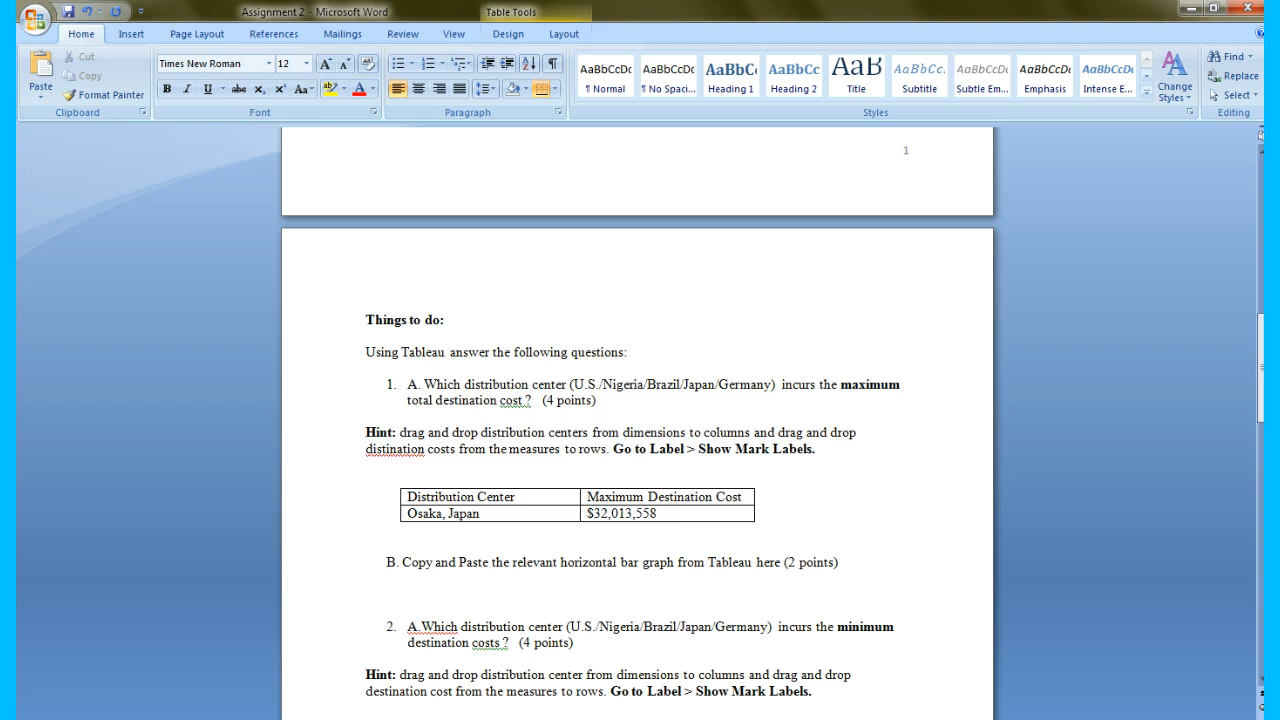 Assignment 2 - Microsoft Word
Table Tools
Home Insert Page Layout References Mailings Review View Design Layout
Paste
Cut
Copy
Format Painter
Clipboard
Times New Roman 12
B I U abc x₂ x² Aa ab A
Font
Paragraph
AaBbCcDc AaBbCcDc AaBbC AaBbCc AaB AaBbCc. AaBbCcDc AaBbCcDc AaBbCcDc
¶ Normal ¶ No Spaci... Heading 1 Heading 2 Title Subtitle Subtle Em... Emphasis Intense E...
Change Styles
Styles
Find
Replace
Select
Editing
1
Things to do:
Using Tableau answer the following questions:
1. A. Which distribution center (U.S./Nigeria/Brazil/Japan/Germany) incurs the maximum
total destination cost ? (4 points)
Hint: drag and drop distribution centers from dimensions to columns and drag and drop
distination costs from the measures to rows. Go to Label > Show Mark Labels.
Distribution Center Maximum Destination Cost
Osaka, Japan $32,013,558
B. Copy and Paste the relevant horizontal bar graph from Tableau here (2 points)
2. A.Which distribution center (U.S./Nigeria/Brazil/Japan/Germany) incurs the minimum
destination costs ? (4 points)
Hint: drag and drop distribution center from dimensions to columns and drag and drop
destination cost from the measures to rows. Go to Label > Show Mark Labels.